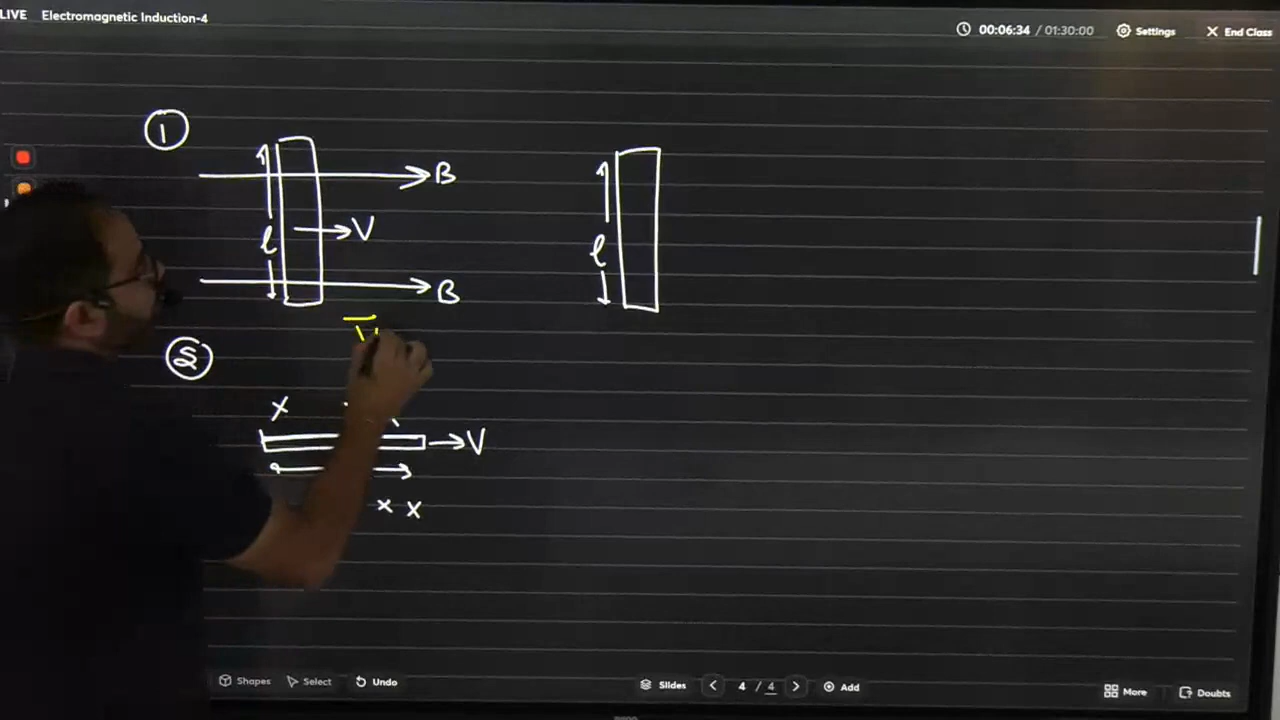 LIVE Electromagnetic Induction-4
00:06:34 / 01:30:00 Settings End Class
1
B
l V l
B
2
x
V
x x
Shapes Select Undo Slides 4 / 4 Add More Doubts